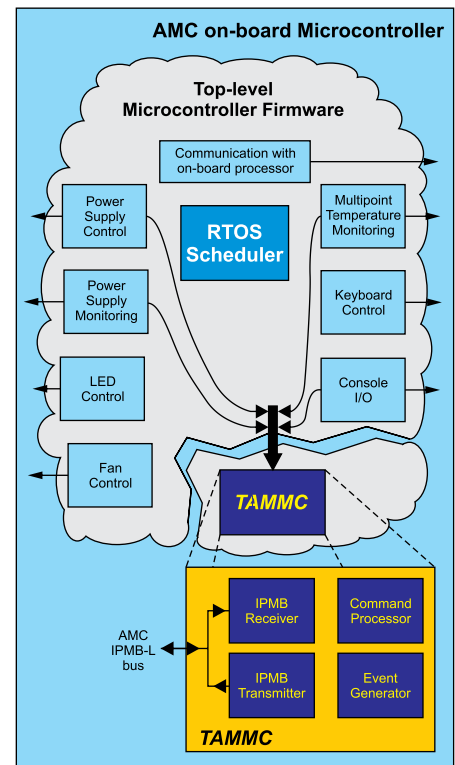 AMC on-board Microcontroller
Top-level
Microcontroller Firmware
Communication with
on-board processor
Power
Supply
Control
RTOS
Scheduler
Multipoint
Temperature
Monitoring
Power
Supply
Monitoring
Keyboard
Control
LED
Control
Console
I/O
Fan
Control
TAMMC
IPMB
Receiver
Command
Processor
AMC
IPMB-L
bus
IPMB
Transmitter
Event
Generator
TAMMC